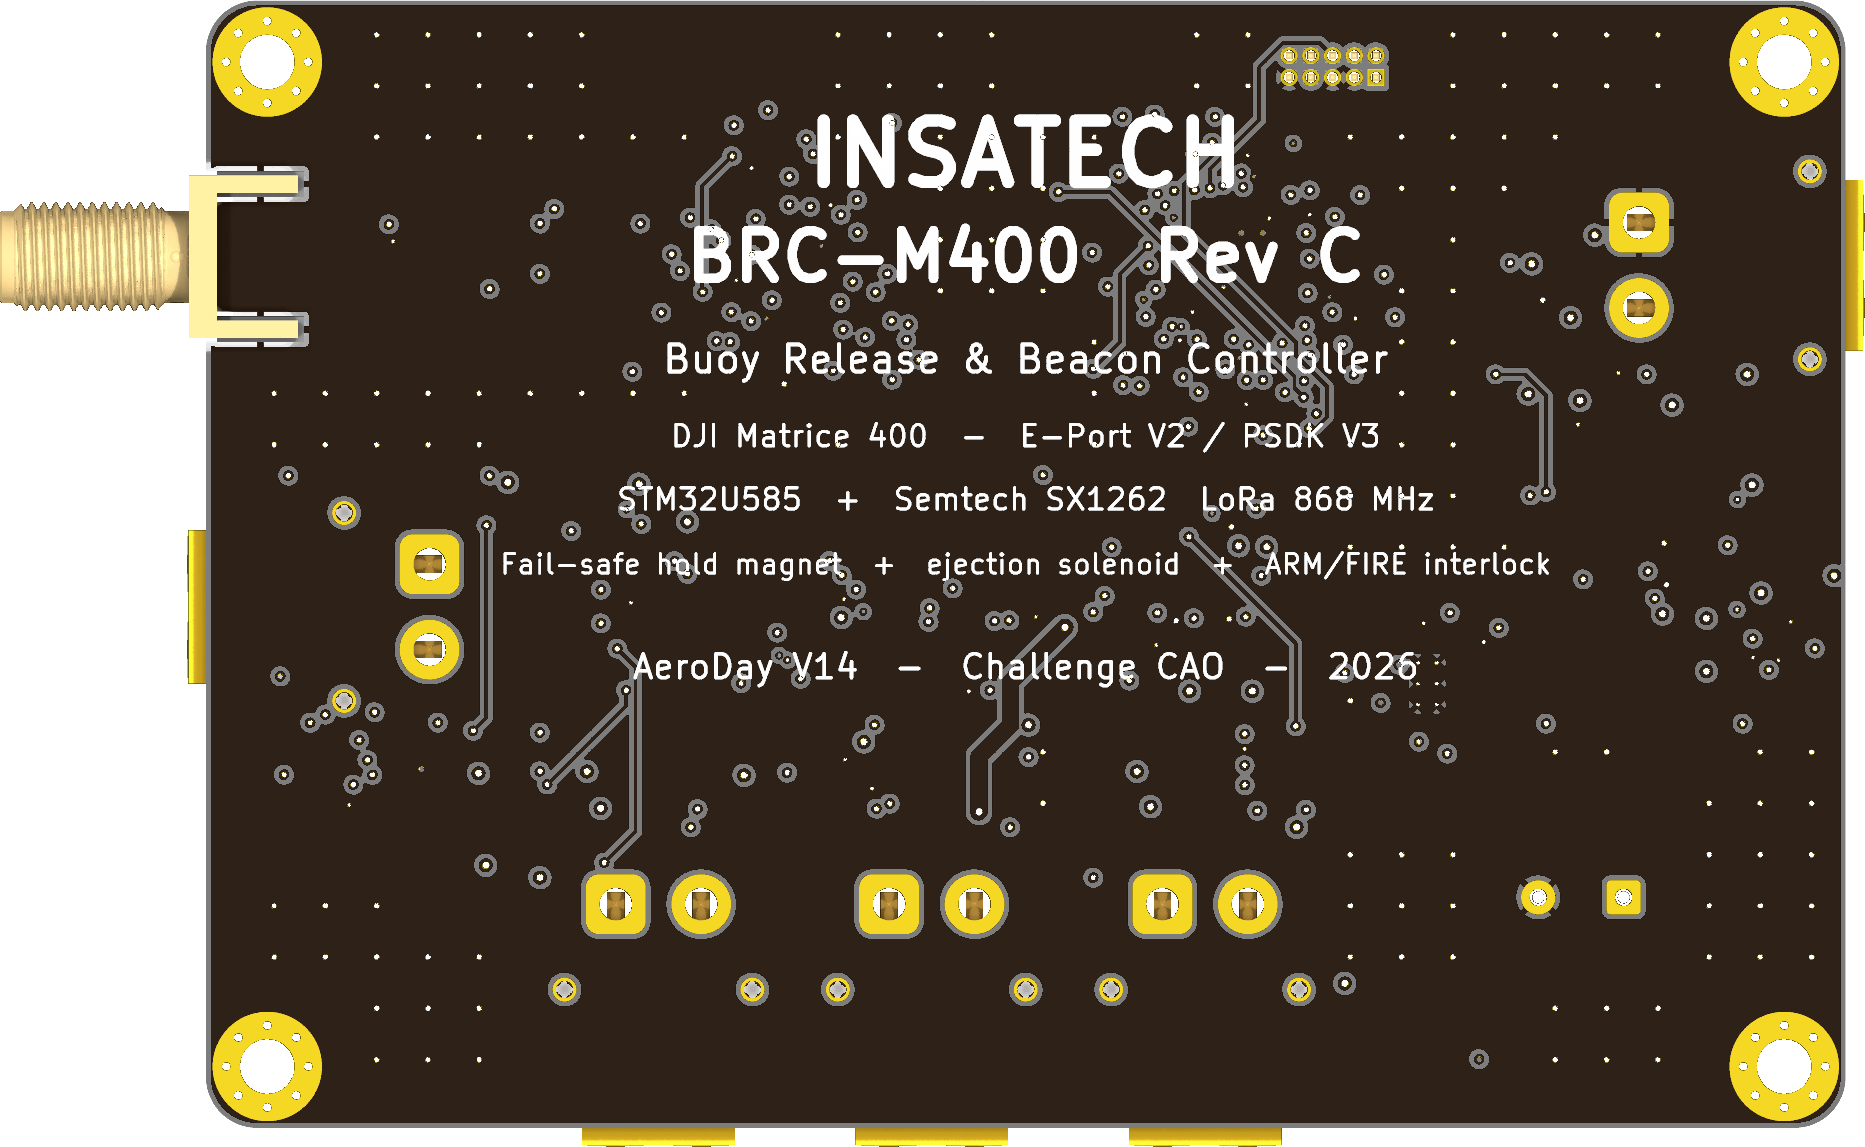 INSATECH
BRC-M400 Rev C
Buoy Release & Beacon Controller
DJI Matrice 400 - E-Port V2 / PSDK V3
STM32U585 + Semtech SX1262 LoRa 868 MHz
Fail-safe hold magnet + ejection solenoid + ARM/FIRE interlock
AeroDay V14 - Challenge CAO - 2026